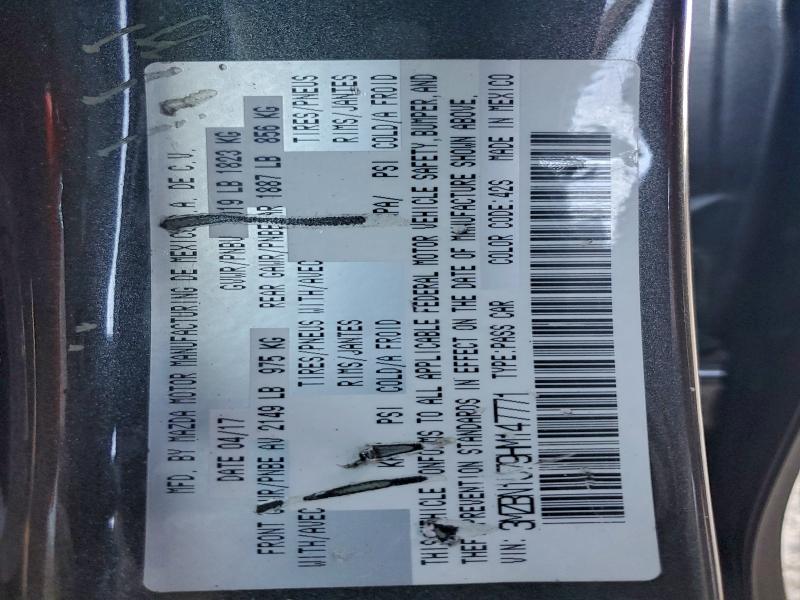 MFD. BY MAZDA MOTOR MANUFACTURING DE MEXICO S. A. DE C.V.
DATE 04/17 GVWR/PNBV 19 LB 1823 KG
FRONT GAWR/PNBE AV 2149 LB 975 KG REAR GAWR/PNBE AR 1887 LB 856 KG
WITH/AVEC TIRES/PNEUS WITH/AVEC TIRES/PNEUS
RIMS/JANTES RIMS/JANTES
PSI COLD/A FROID PA/ PSI COLD/A FROID
THIS VEHICLE CONFORMS TO ALL APPLICABLE FEDERAL MOTOR VEHICLE SAFETY, BUMPER, AND
THEFT PREVENTION STANDARDS IN EFFECT ON THE DATE OF MANUFACTURE SHOWN ABOVE.
VIN: HM147771 TYPE:PASS CAR COLOR CODE:42S MADE IN MEXICO